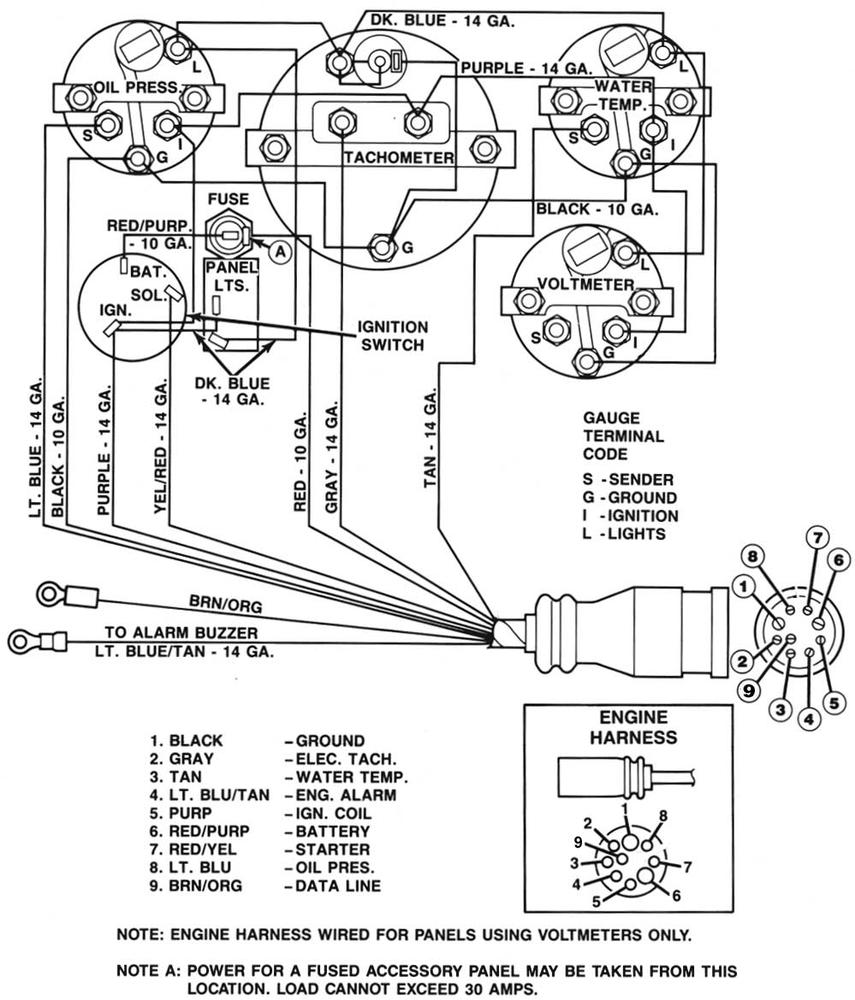 DK. BLUE - 14 GA.
L
OIL PRESS.
S
I
G
PURPLE - 14 GA.
TACHOMETER
G
L
WATER
TEMP.
S
I
G
BLACK - 10 GA.
FUSE
RED/PURP.
- 10 GA.
A
PANEL
LTS.
BAT.
SOL.
IGN.
IGNITION
SWITCH
DK. BLUE
- 14 GA.
L
VOLTMETER
S
I
G
LT. BLUE - 14 GA.
BLACK - 10 GA.
PURPLE - 14 GA.
YEL/RED - 14 GA.
RED - 10 GA.
GRAY - 14 GA.
TAN - 14 GA.
GAUGE
TERMINAL
CODE
S - SENDER
G - GROUND
I - IGNITION
L - LIGHTS
BRN/ORG
TO ALARM BUZZER
LT. BLUE/TAN - 14 GA.
8
7
6
1
2
9
3
4
5
1. BLACK - GROUND
2. GRAY - ELEC. TACH.
3. TAN - WATER TEMP.
4. LT. BLU/TAN - ENG. ALARM
5. PURP - IGN. COIL
6. RED/PURP - BATTERY
7. RED/YEL - STARTER
8. LT. BLU - OIL PRES.
9. BRN/ORG - DATA LINE
ENGINE
HARNESS
1
2
8
9
3
7
4
5
6
NOTE: ENGINE HARNESS WIRED FOR PANELS USING VOLTMETERS ONLY.
NOTE A: POWER FOR A FUSED ACCESSORY PANEL MAY BE TAKEN FROM THIS
LOCATION. LOAD CANNOT EXCEED 30 AMPS.